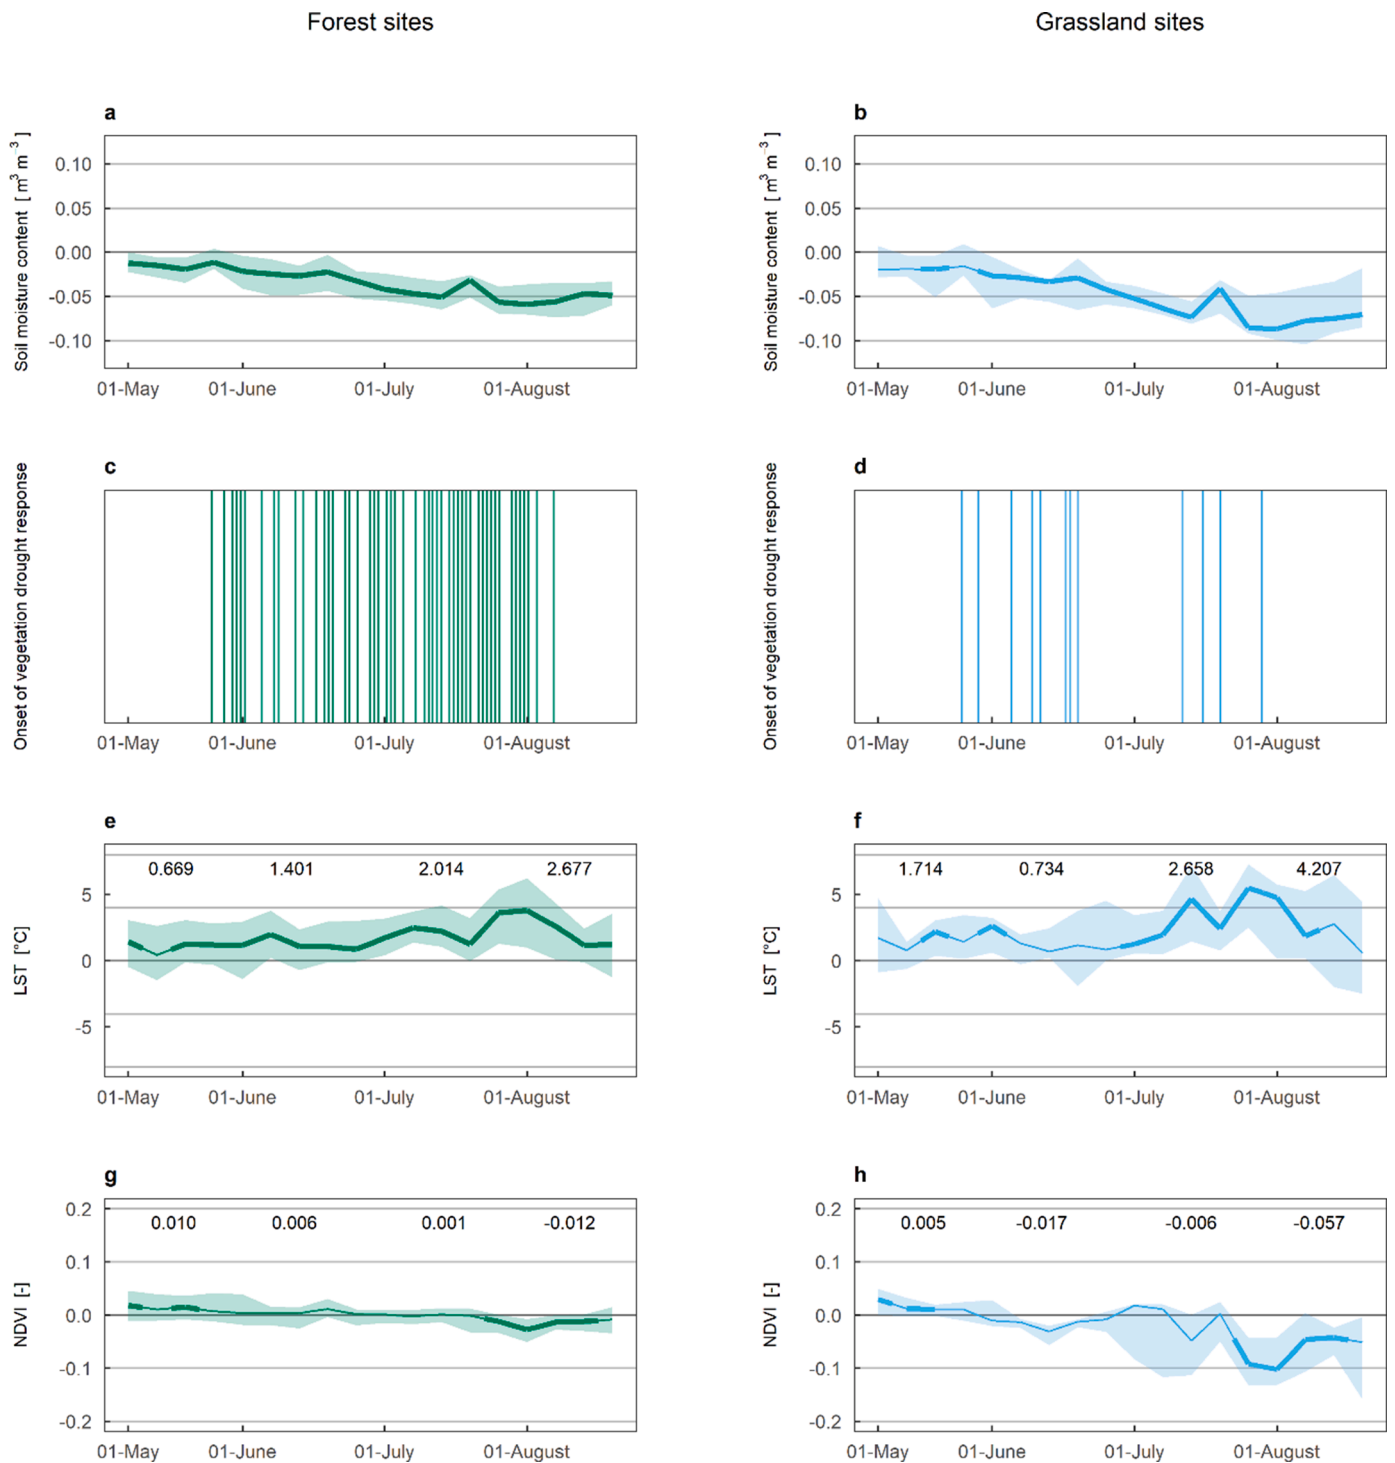 Forest sites
Grassland sites
a
Soil moisture content [ m³ m⁻³ ]
0.10
0.05
0.00
-0.05
-0.10
01-May 01-June 01-July 01-August
b
Soil moisture content [ m³ m⁻³ ]
0.10
0.05
0.00
-0.05
-0.10
01-May 01-June 01-July 01-August
c
Onset of vegetation drought response
01-May 01-June 01-July 01-August
d
Onset of vegetation drought response
01-May 01-June 01-July 01-August
e
LST [°C]
0.669 1.401 2.014 2.677
5
0
-5
01-May 01-June 01-July 01-August
f
LST [°C]
1.714 0.734 2.658 4.207
5
0
-5
01-May 01-June 01-July 01-August
g
NDVI [-]
0.2
0.010 0.006 0.001 -0.012
0.1
0.0
-0.1
-0.2
01-May 01-June 01-July 01-August
h
NDVI [-]
0.2
0.005 -0.017 -0.006 -0.057
0.1
0.0
-0.1
-0.2
01-May 01-June 01-July 01-August